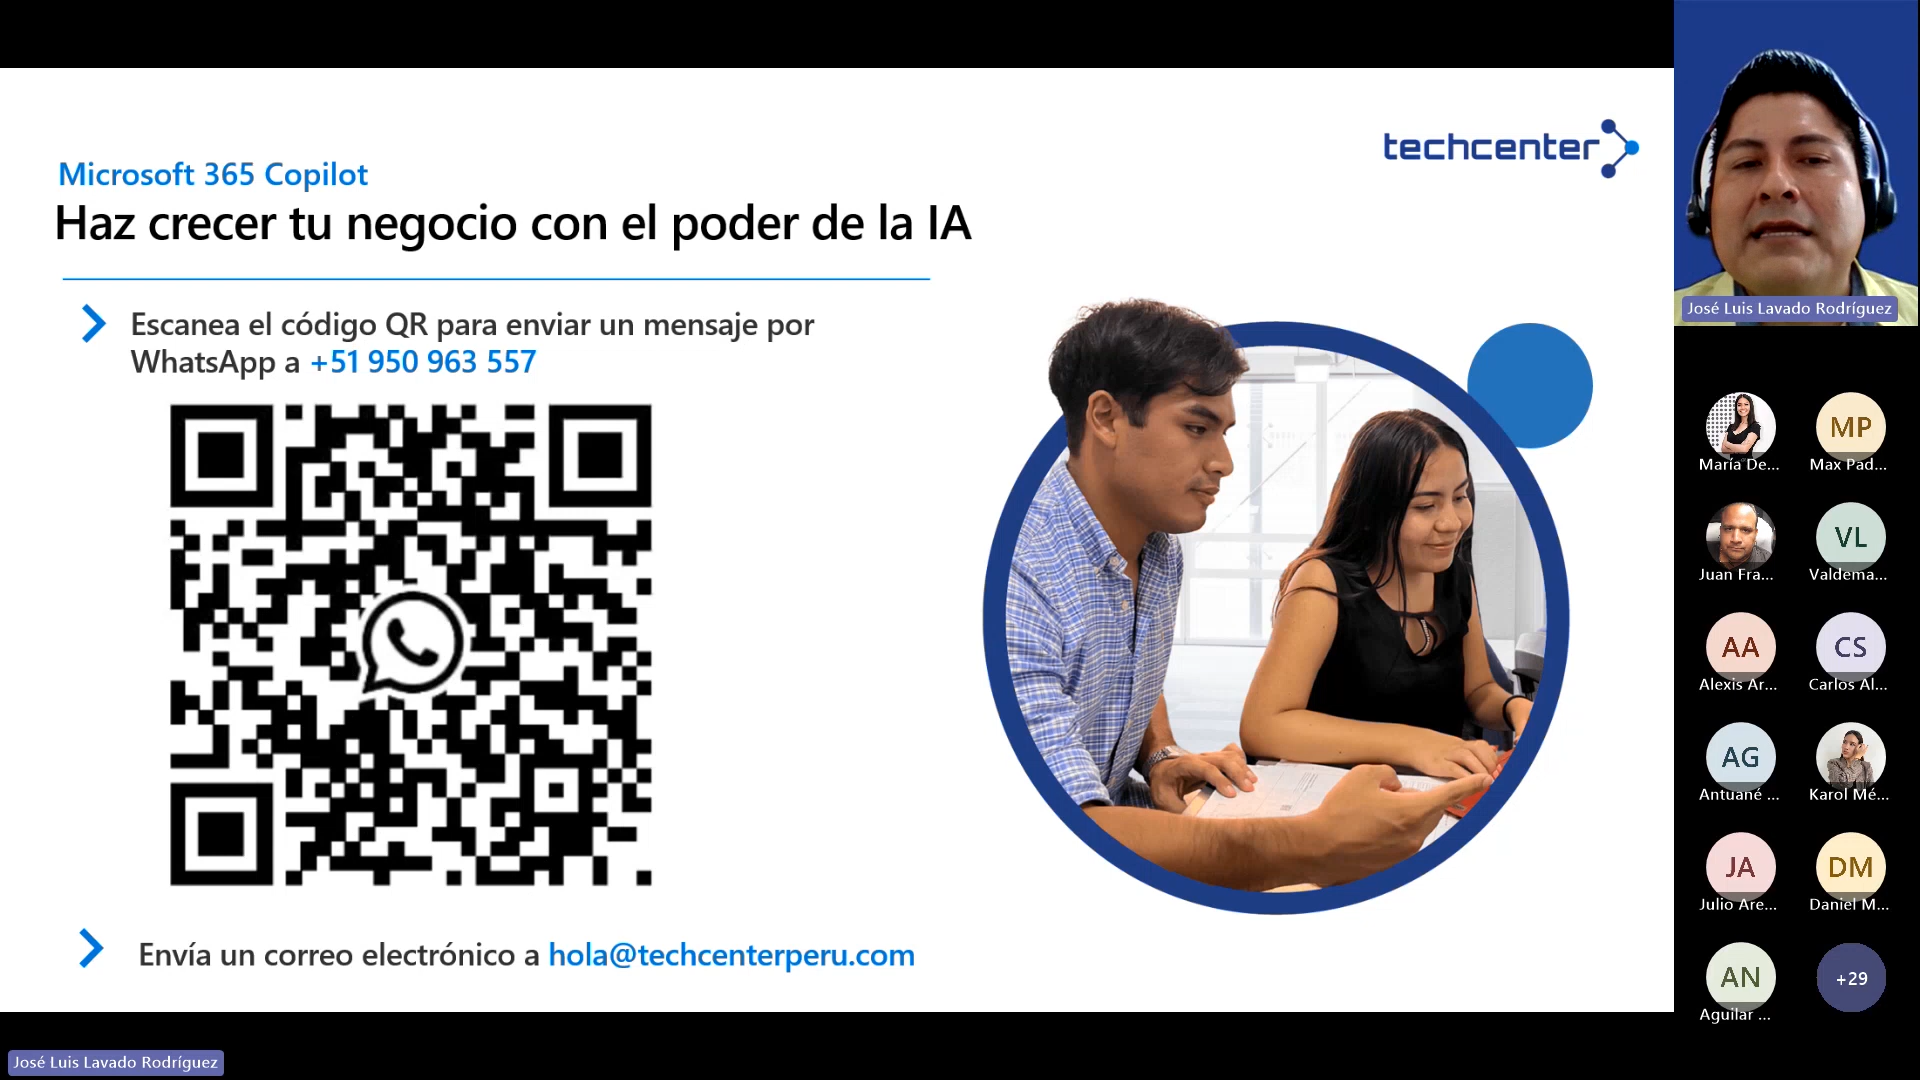 techcenter
Microsoft 365 Copilot
Haz crecer tu negocio con el poder de la IA
Escanea el código QR para enviar un mensaje por
WhatsApp a +51 950 963 557
Envía un correo electrónico a hola@techcenterperu.com
José Luis Lavado Rodríguez
José Luis Lavado Rodríguez
MP
María De...
Max Pad...
VL
Juan Fra...
Valdema...
AA
CS
Alexis Ar...
Carlos Al...
AG
Antuané ...
Karol Mé...
JA
DM
Julio Are...
Daniel M...
AN
+29
Aguilar ...